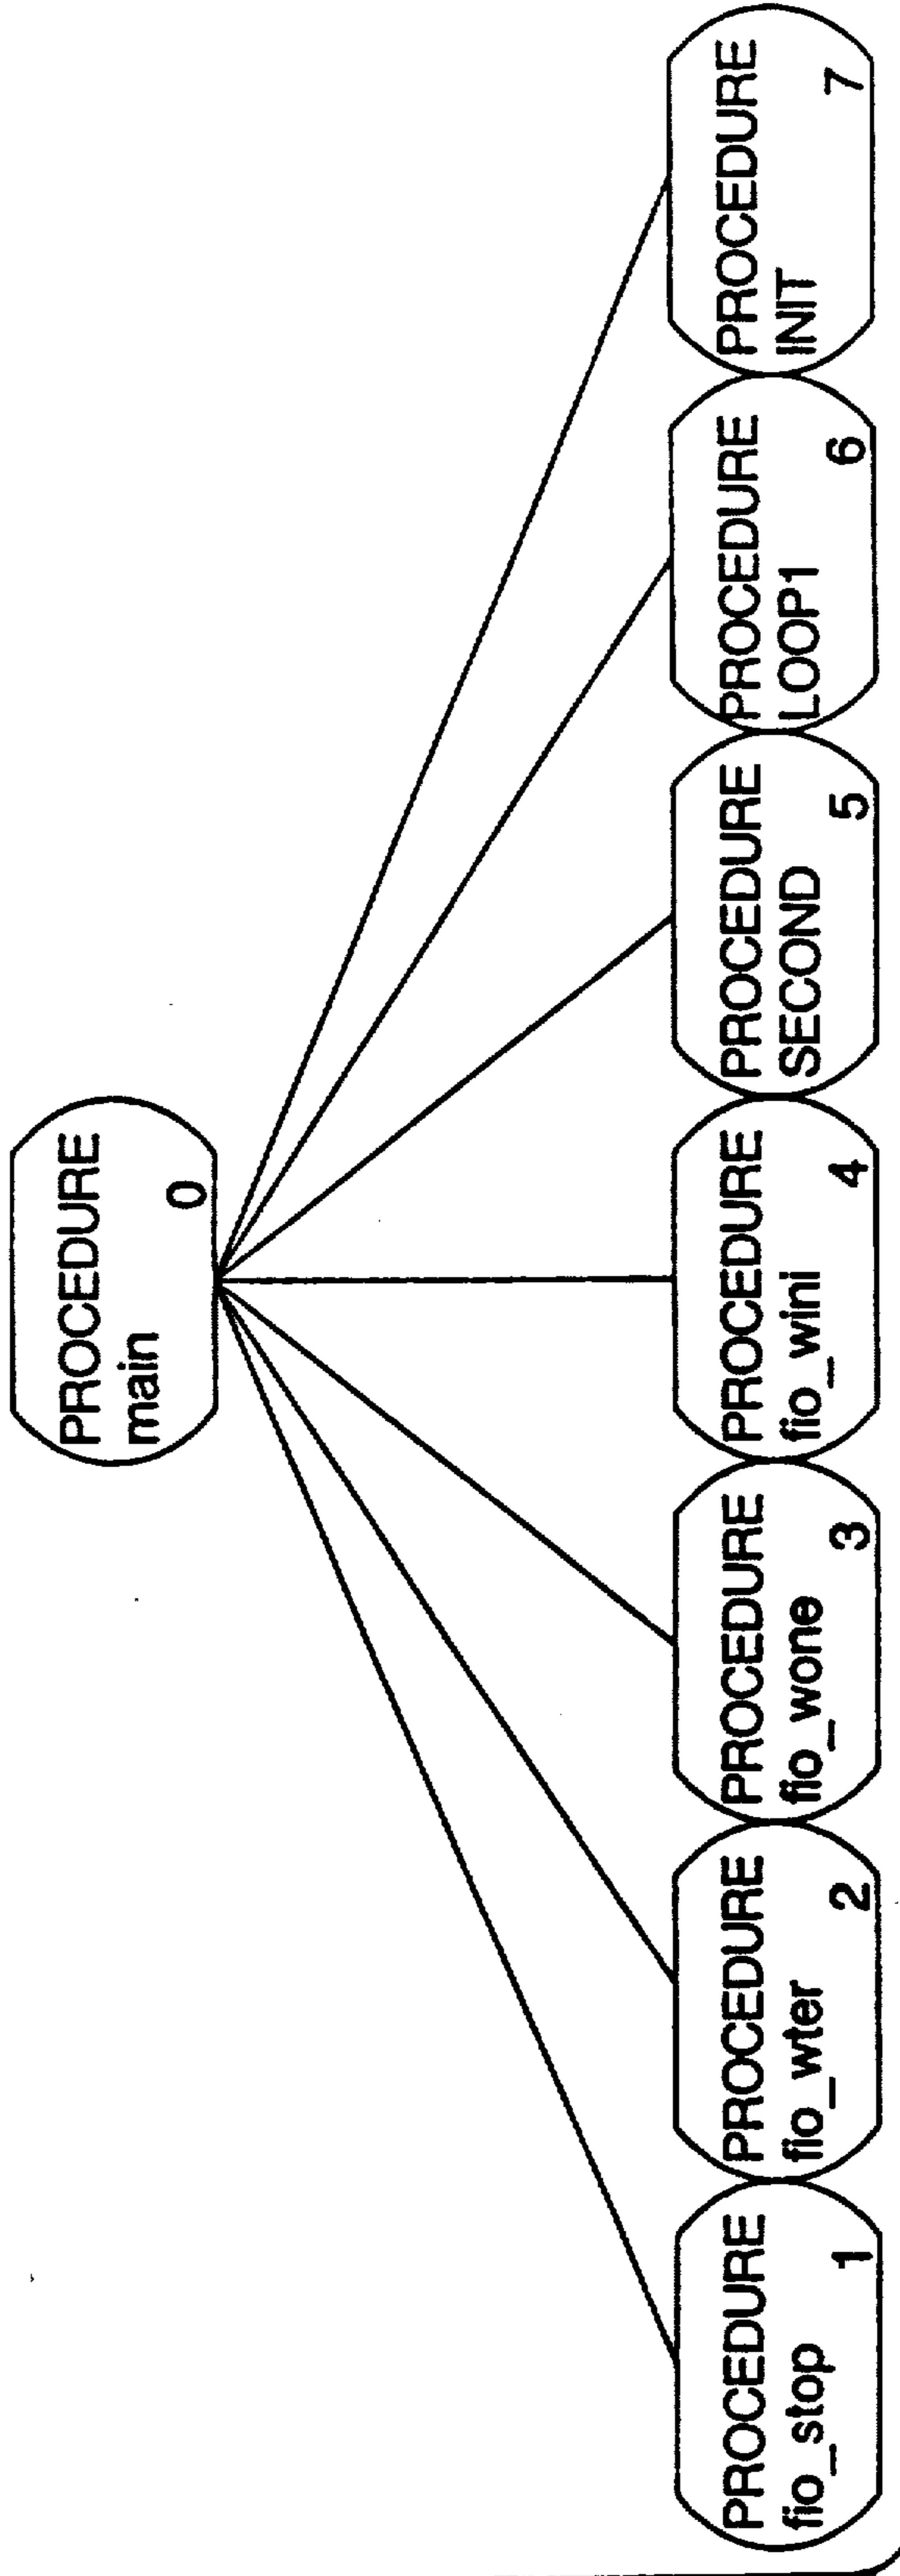 PROCEDURE
main
0
PROCEDURE
fio_stop
1
PROCEDURE
fio_wter
2
PROCEDURE
fio_wone
3
PROCEDURE
fio_wini
4
PROCEDURE
SECOND
5
PROCEDURE
LOOP1
6
PROCEDURE
INIT
7